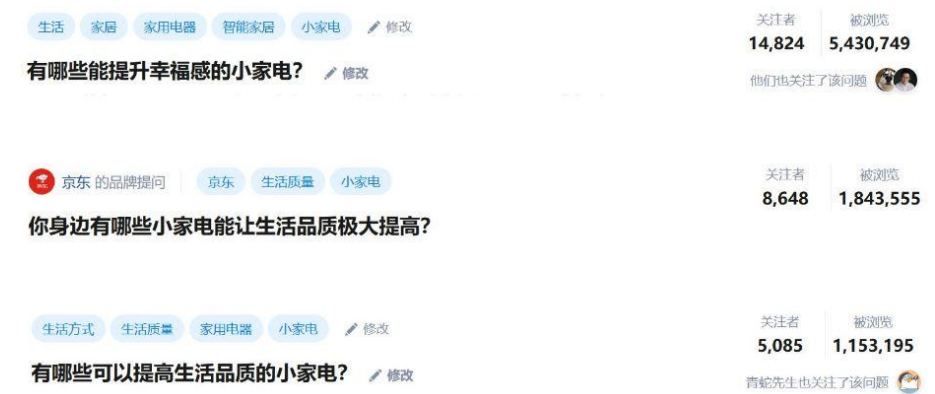 生活 家居 家用电器 智能家居 小家电 修改
关注者 被浏览
14,824 5,430,749
有哪些能提升幸福感的小家电? 修改
他们也关注了该问题
京东 的品牌提问 京东 生活质量 小家电
关注者 被浏览
8,648 1,843,555
你身边有哪些小家电能让生活品质极大提高?
生活方式 生活质量 家用电器 小家电 修改
关注者 被浏览
5,085 1,153,195
有哪些可以提高生活品质的小家电? 修改
青蛇先生也关注了该问题